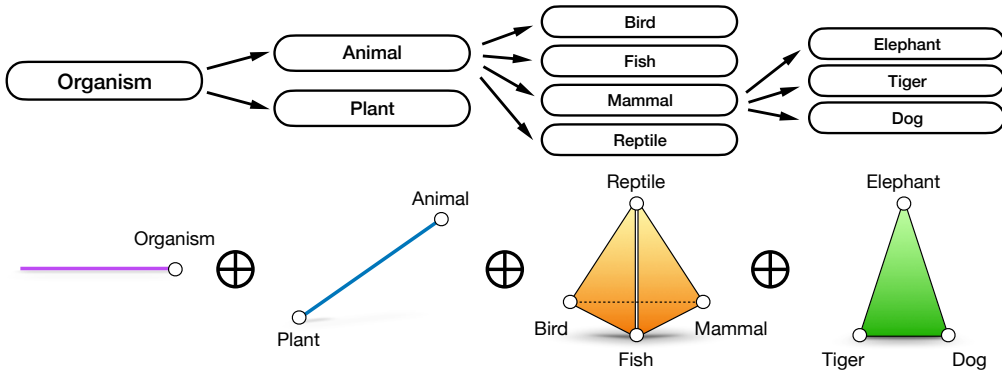 Organism
Animal
Plant
Bird
Fish
Mammal
Reptile
Elephant
Tiger
Dog
Organism
Animal
Plant
Reptile
Bird
Mammal
Fish
Elephant
Tiger
Dog